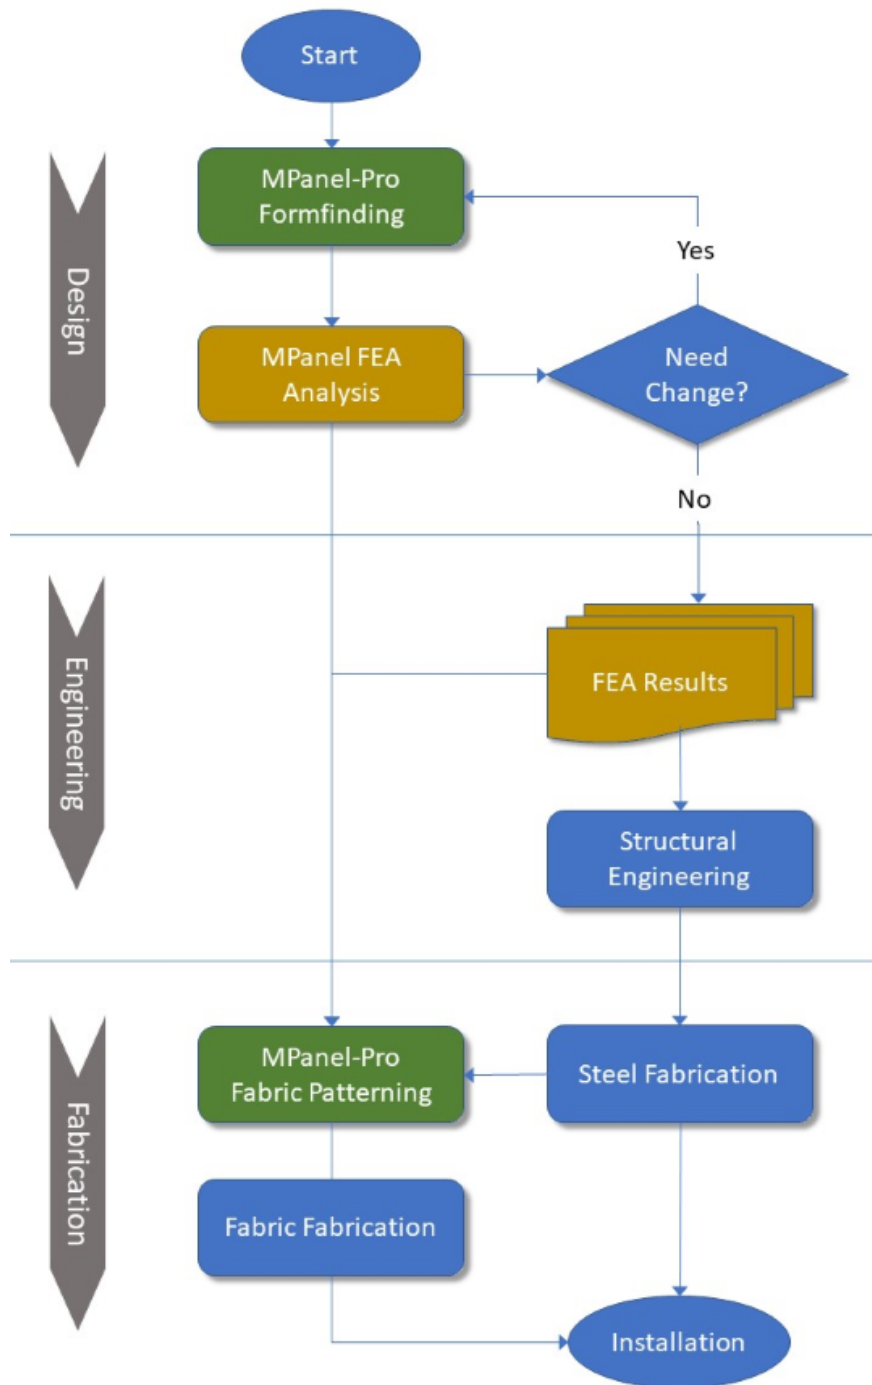 Start
MPanel-Pro
Formfinding
Yes
Design
MPanel FEA
Analysis
Need
Change?
No
Engineering
FEA Results
Structural
Engineering
Fabrication
MPanel-Pro
Fabric Patterning
Steel Fabrication
Fabric Fabrication
Installation